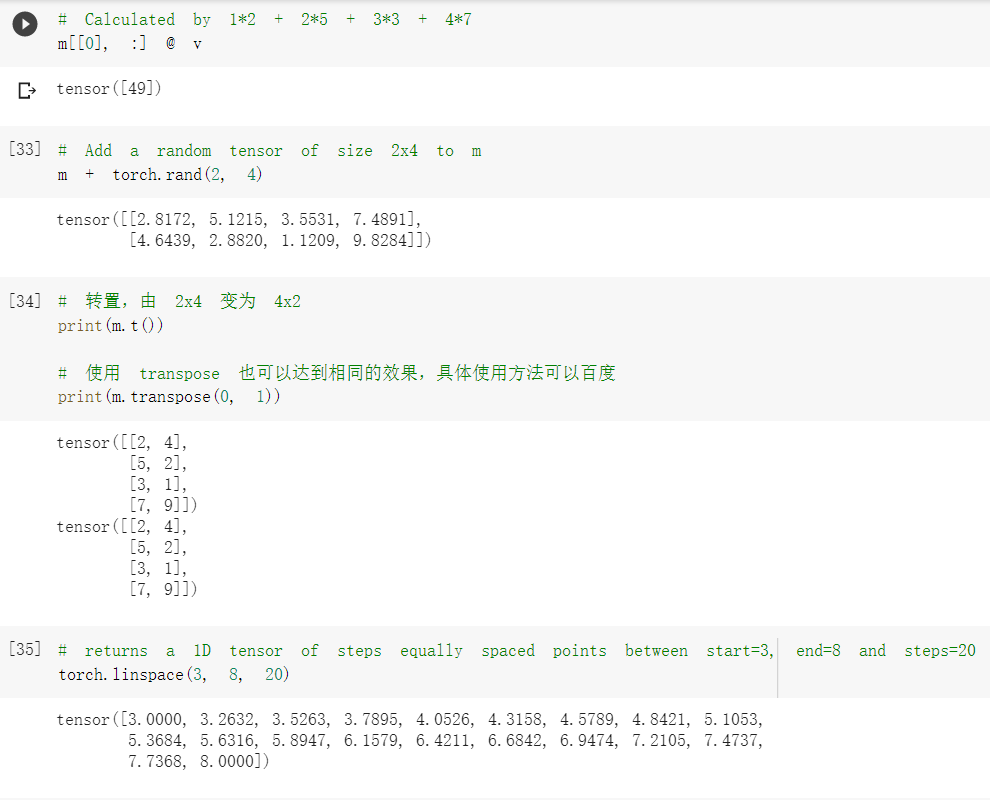 # Calculated by 1*2 + 2*5 + 3*3 + 4*7
m[[0], :] @ v
tensor([49])
[33] # Add a random tensor of size 2x4 to m
m + torch.rand(2, 4)
tensor([[2.8172, 5.1215, 3.5531, 7.4891],
[4.6439, 2.8820, 1.1209, 9.8284]])
[34] # 转置，由 2x4 变为 4x2
print(m.t())
# 使用 transpose 也可以达到相同的效果，具体使用方法可以百度
print(m.transpose(0, 1))
tensor([[2, 4],
[5, 2],
[3, 1],
[7, 9]])
tensor([[2, 4],
[5, 2],
[3, 1],
[7, 9]])
[35] # returns a 1D tensor of steps equally spaced points between start=3, end=8 and steps=20
torch.linspace(3, 8, 20)
tensor([3.0000, 3.2632, 3.5263, 3.7895, 4.0526, 4.3158, 4.5789, 4.8421, 5.1053,
5.3684, 5.6316, 5.8947, 6.1579, 6.4211, 6.6842, 6.9474, 7.2105, 7.4737,
7.7368, 8.0000])